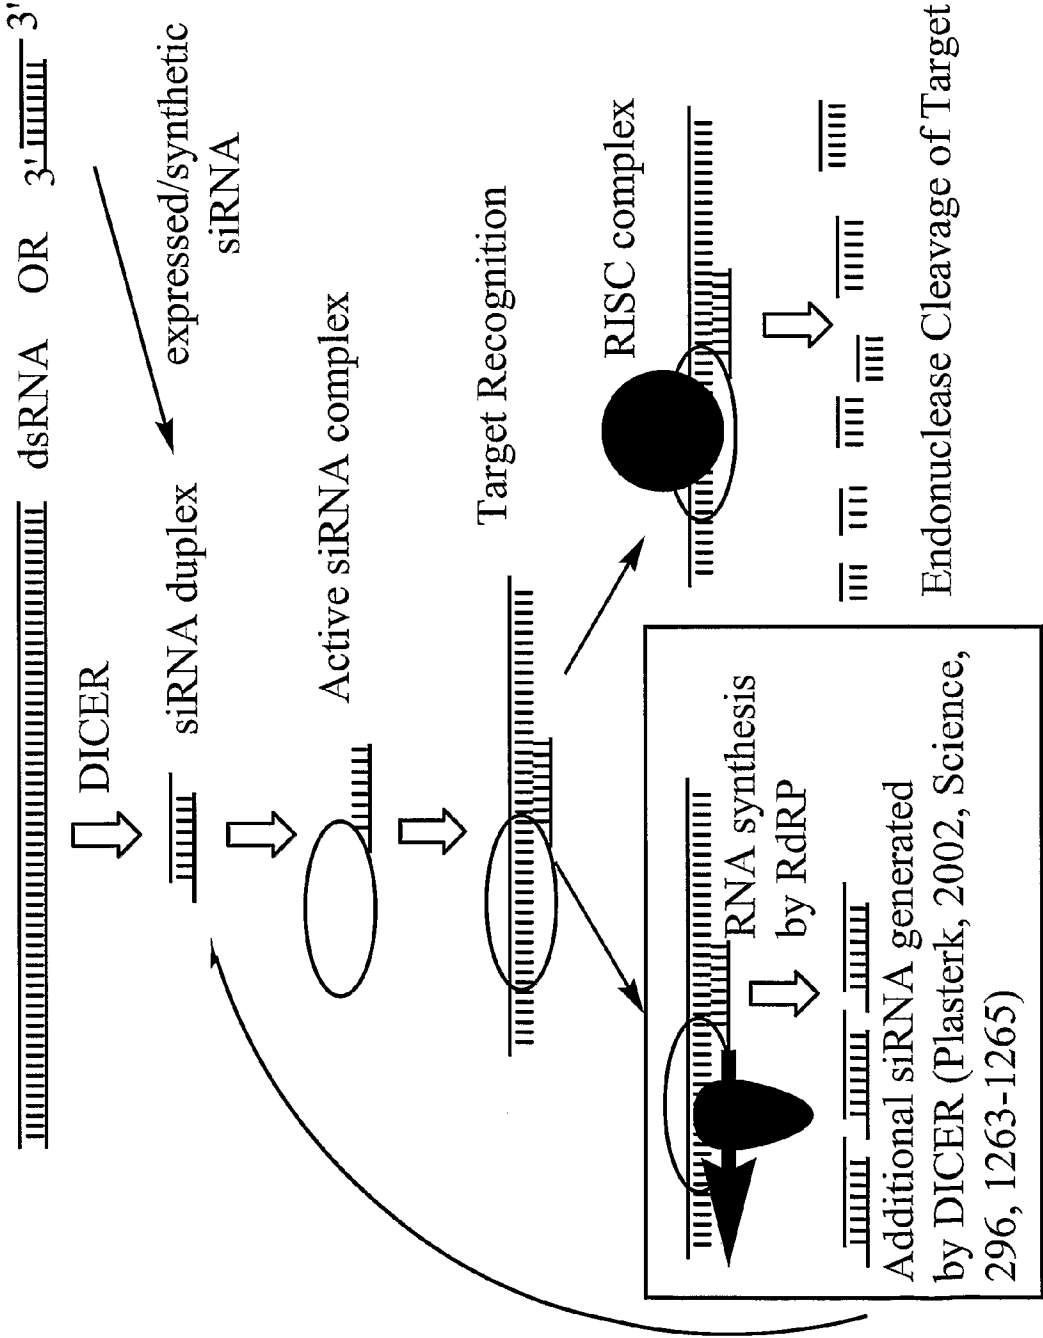 dsRNA OR 3' 3'
DICER
siRNA duplex
expressed/synthetic
siRNA
Active siRNA complex
Target Recognition
RISC complex
RNA synthesis
by RdRP
Additional siRNA generated
by DICER (Plasterk, 2002, Science,
296, 1263-1265)
Endonuclease Cleavage of Target